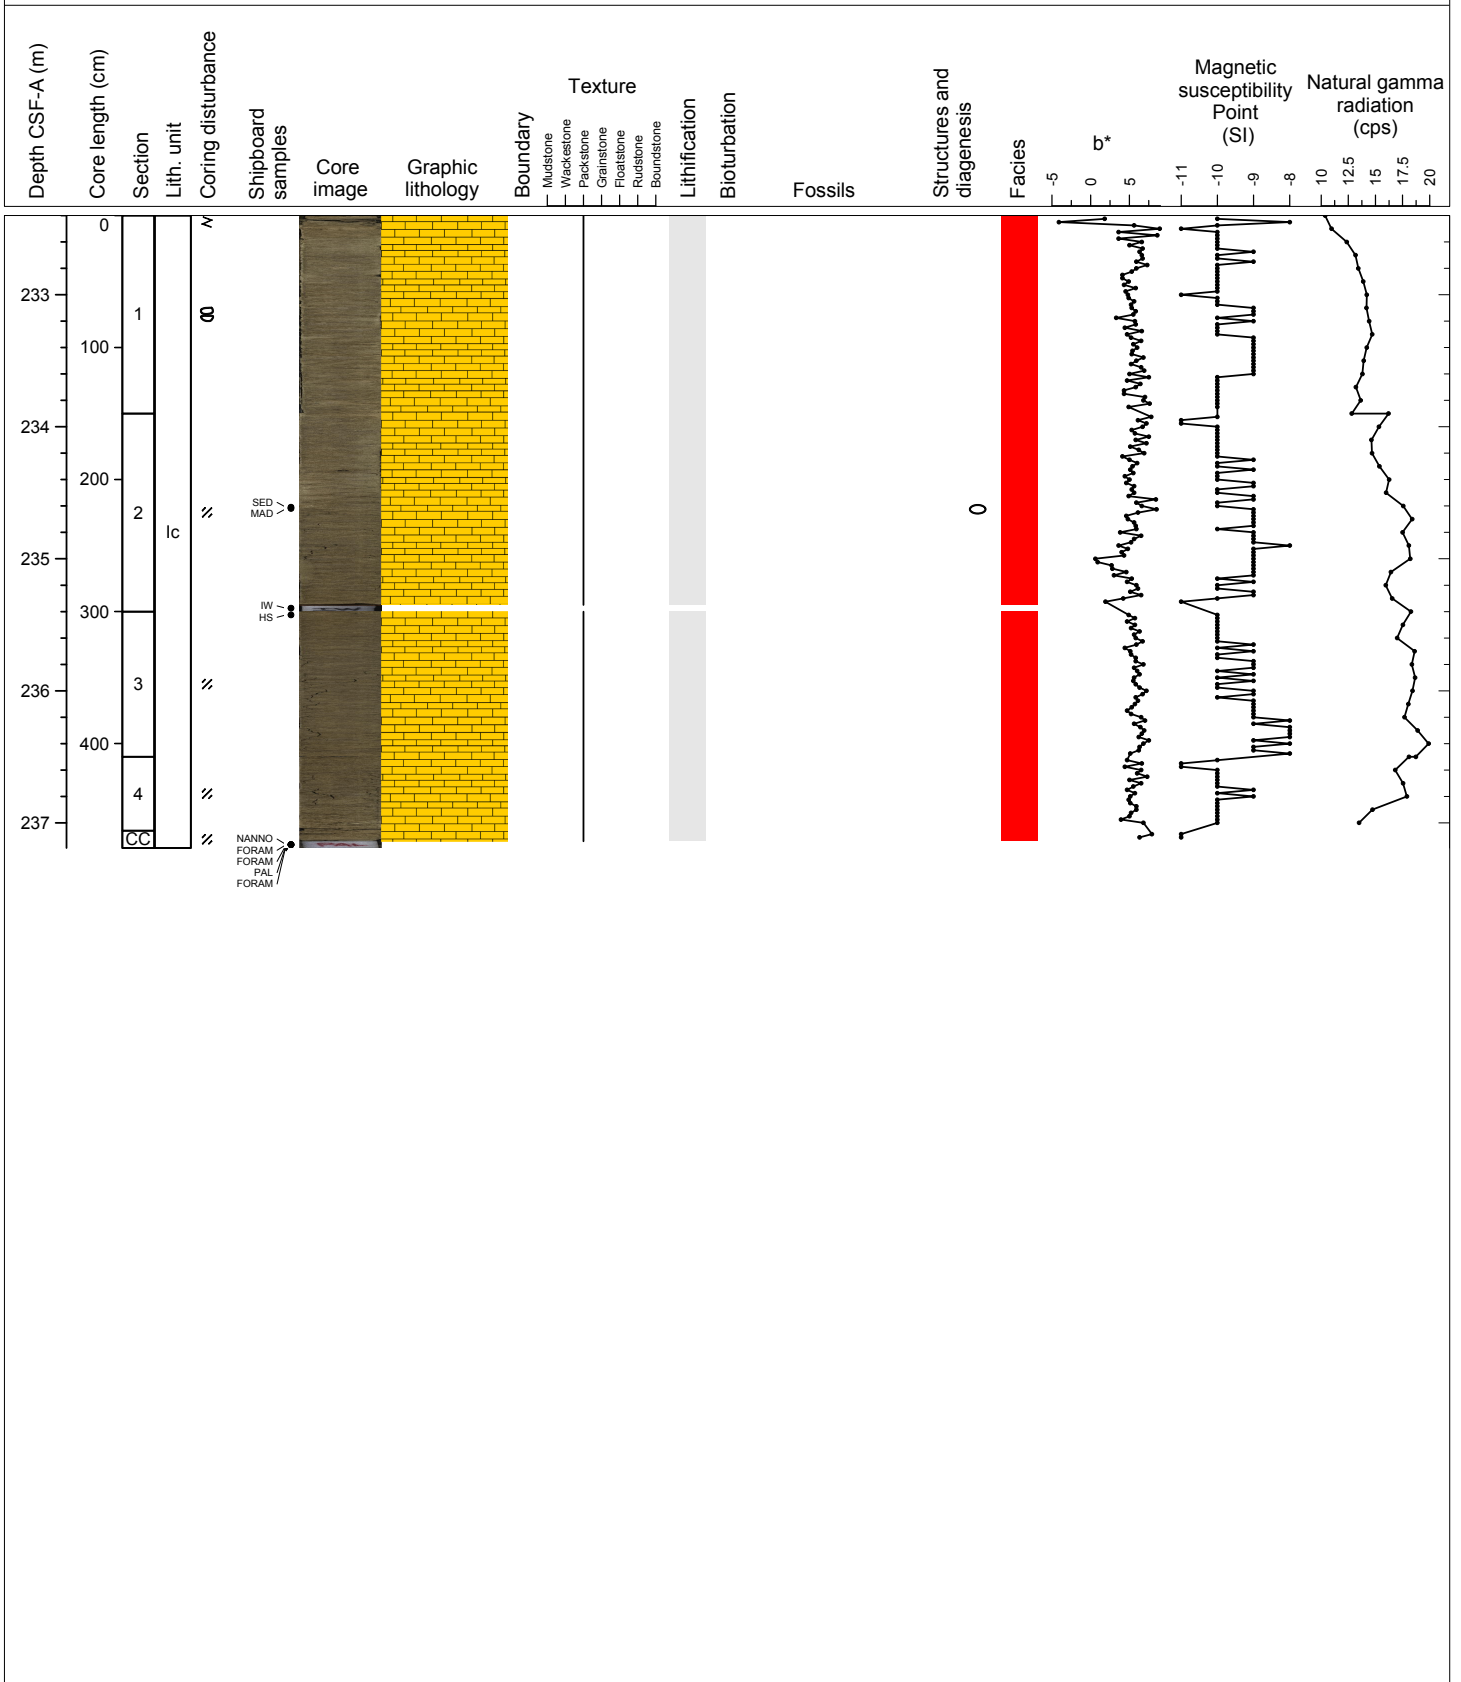 Depth CSF-A (m)
Core length (cm)
Section
Lith. unit
Coring disturbance
Shipboard
samples
Core
image
Graphic
lithology
Boundary
Texture
Mudstone
Wackestone
Packstone
Grainstone
Floatstone
Rudstone
Boundstone
Lithification
Bioturbation
Fossils
Structures and
diagenesis
Facies
b*
-5
0
5
Magnetic
susceptibility
Point
(SI)
-11
-10
-9
-8
Natural gamma
radiation
(cps)
10
12.5
15
17.5
20
233
234
235
236
237
0
100
200
300
400
1
2
3
4
CC
Ic
SED
MAD
IW
HS
NANNO
FORAM
FORAM
PAL
FORAM
PAL